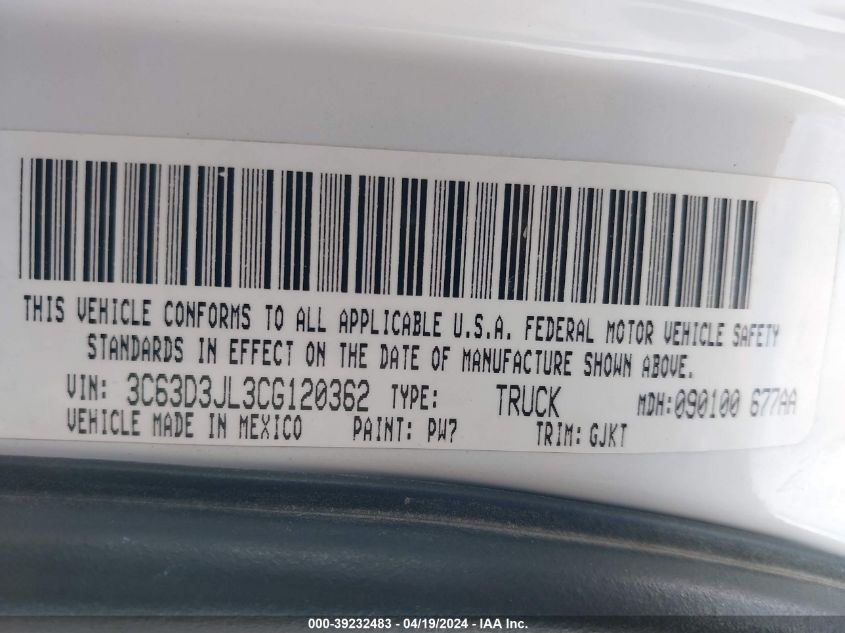 THIS VEHICLE CONFORMS TO ALL APPLICABLE U.S.A. FEDERAL MOTOR VEHICLE SAFETY
STANDARDS IN EFFECT ON THE DATE OF MANUFACTURE SHOWN ABOVE.
VIN: 3C63D3JL3CG120362 TYPE: TRUCK MDH:090100 677AA
VEHICLE MADE IN MEXICO PAINT: PW7 TRIM: GJKT
000-39232483 - 04/19/2024 - IAA Inc.